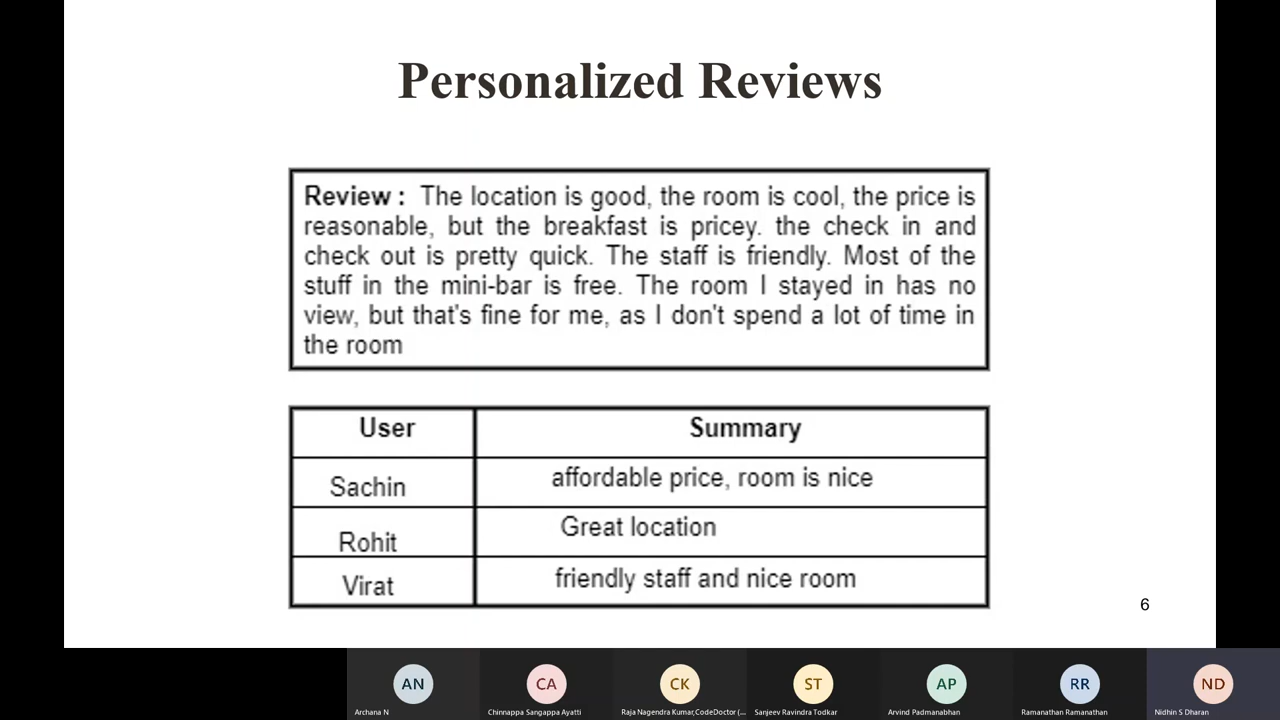 Personalized Reviews
Review : The location is good, the room is cool, the price is
reasonable, but the breakfast is pricey. the check in and
check out is pretty quick. The staff is friendly. Most of the
stuff in the mini-bar is free. The room I stayed in has no
view, but that's fine for me, as I don't spend a lot of time in
the room
User Summary
Sachin affordable price, room is nice
Rohit Great location
Virat friendly staff and nice room
6
AN CA CK ST AP RR ND
Archana N Chinnappa Sangappa Ayatti Raja Nagendra Kumar,CodeDoctor (... Sanjeev Ravindra Todkar Arvind Padmanabhan Ramanathan Ramanathan Nidhin S Dharan